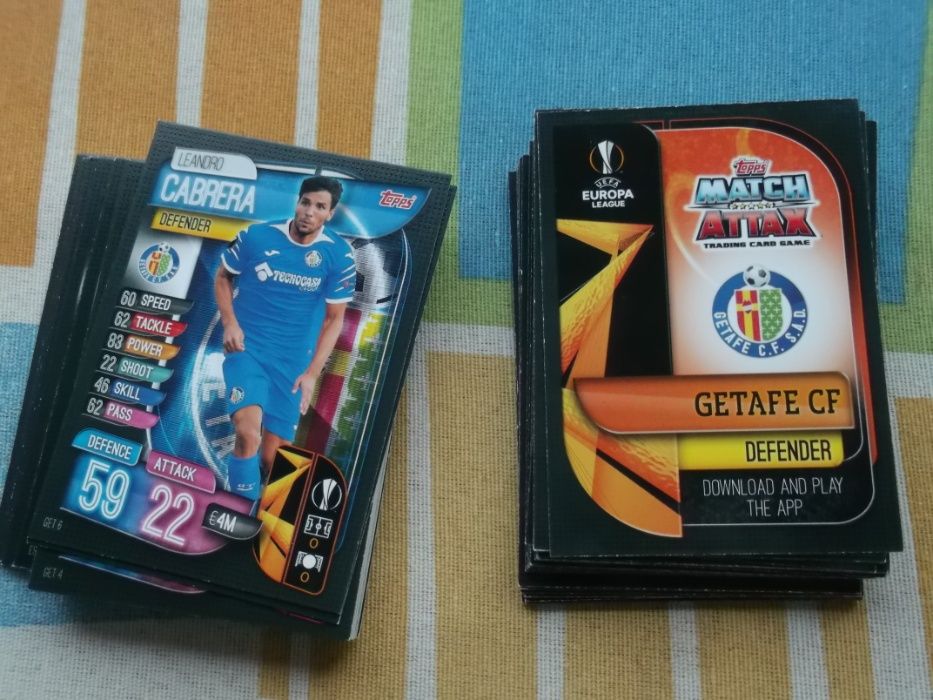 LEANDRO
CABRERA
topps
DEFENDER
60 SPEED
62 TACKLE
83 POWER
22 SHOOT
46 SKILL
62 PASS
TECNOCASA
DEFENCE
59
ATTACK
22
€4M
0
0
GET 6
GET 4
UEFA
EUROPA
LEAGUE
topps
MATCH
ATTAX
TRADING CARD GAME
GETAFE C.F. S.A.D.
GETAFE CF
DEFENDER
DOWNLOAD AND PLAY
THE APP